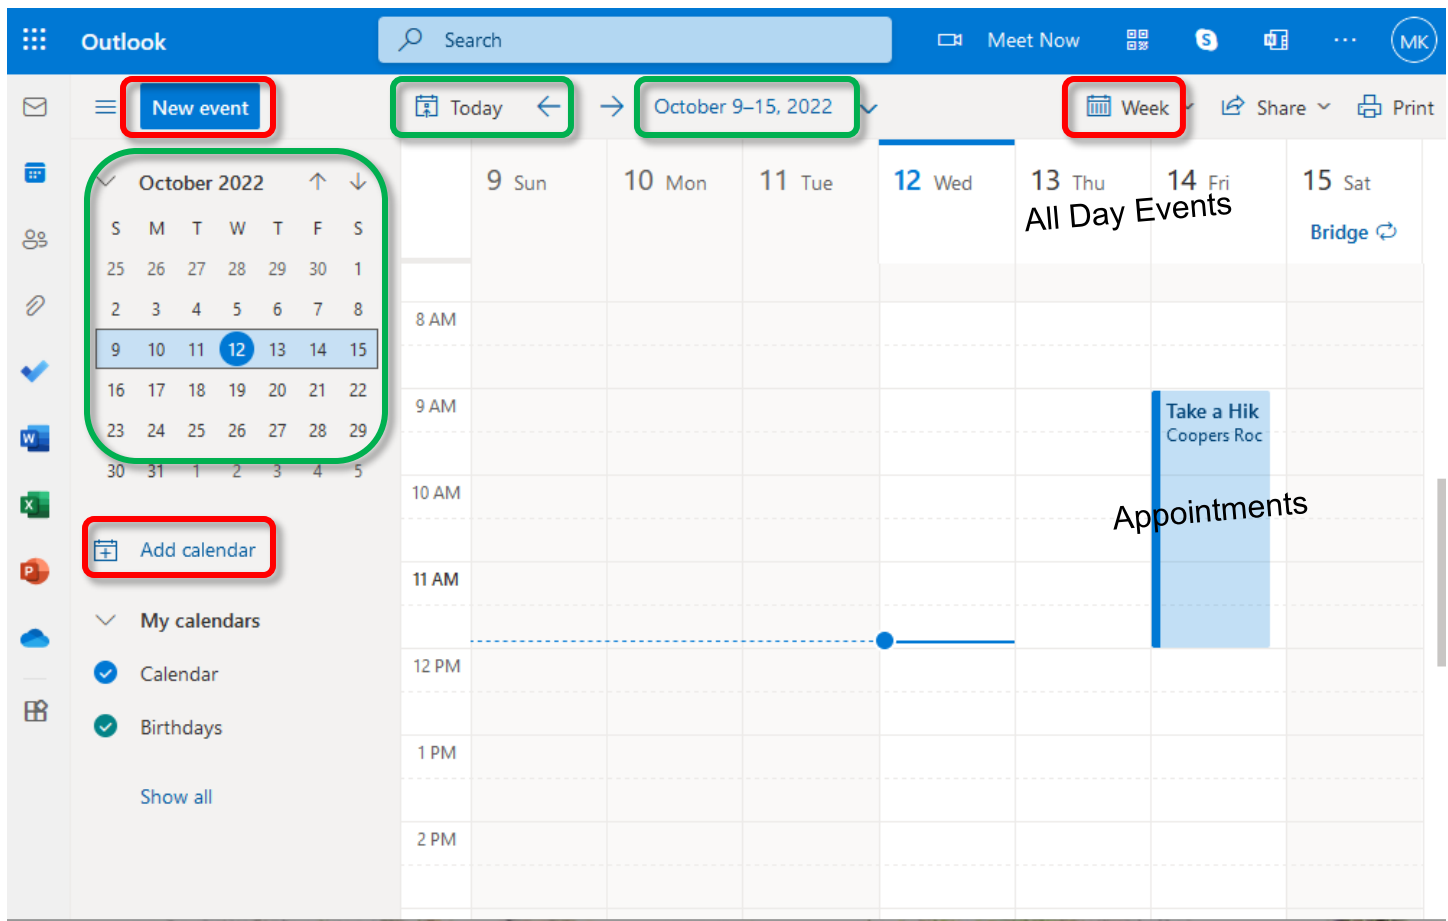 Outlook
Search
Meet Now
MK
New event
Today
October 9–15, 2022
Week
Share
Print
October 2022
S M T W T F S
25 26 27 28 29 30 1
2 3 4 5 6 7 8
9 10 11 12 13 14 15
16 17 18 19 20 21 22
23 24 25 26 27 28 29
30 31 1 2 3 4 5
Add calendar
My calendars
Calendar
Birthdays
Show all
9 Sun
10 Mon
11 Tue
12 Wed
13 Thu
14 Fri
15 Sat
All Day Events
Bridge
8 AM
9 AM
Take a Hik
Coopers Roc
10 AM
Appointments
11 AM
12 PM
1 PM
2 PM